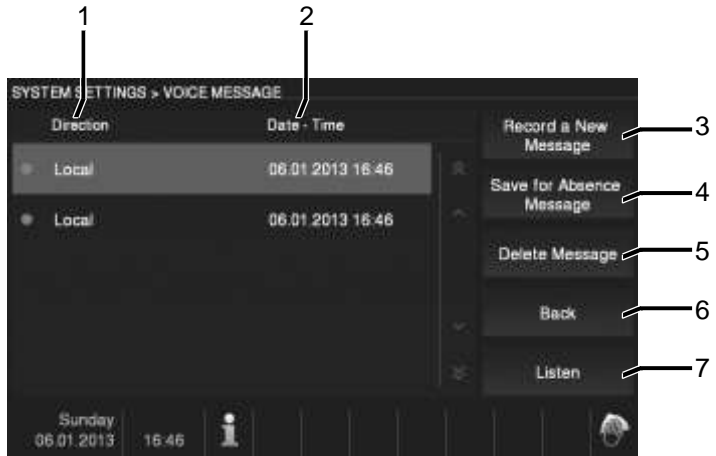 1 2
SYSTEM SETTINGS > VOICE MESSAGE
Direction Date - Time
Local 06.01.2013 16:46
Local 06.01.2013 16:46
Record a New
Message
3
Save for Absence
Message
4
Delete Message 5
Back 6
Listen 7
Sunday
06.01.2013 16:46